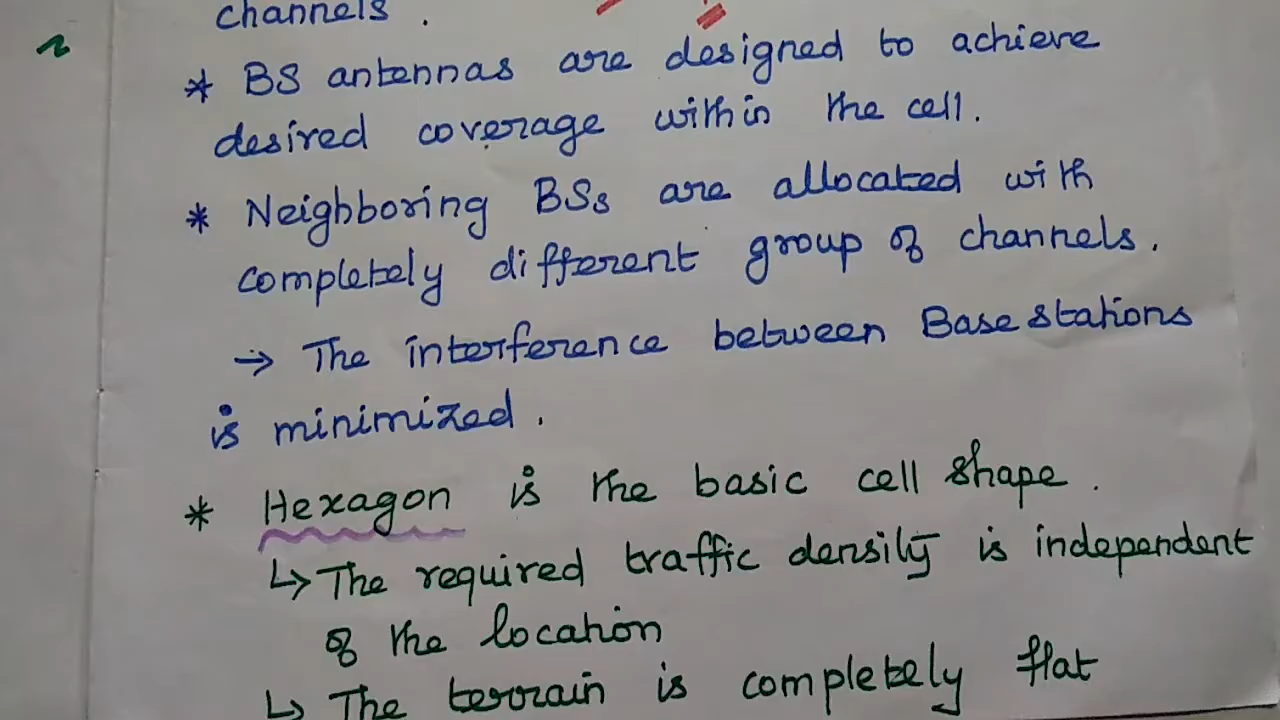 channels.
* BS antennas are designed to achieve
desired coverage within the cell.
* Neighboring BSs are allocated with
completely different group of channels.
→ The interference between Base stations
is minimized.
* Hexagon is the basic cell shape.
↳ The required traffic density is independent
of the location
↳ The terrain is completely flat